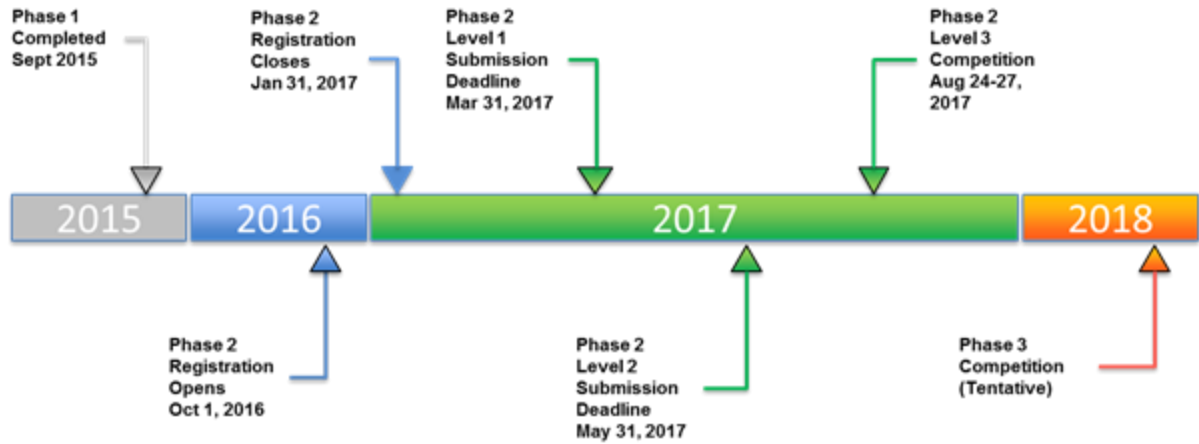 Phase 1
Completed
Sept 2015
Phase 2
Registration
Closes
Jan 31, 2017
Phase 2
Level 1
Submission
Deadline
Mar 31, 2017
Phase 2
Level 3
Competition
Aug 24-27,
2017
2015
2016
2017
2018
Phase 2
Registration
Opens
Oct 1, 2016
Phase 2
Level 2
Submission
Deadline
May 31, 2017
Phase 3
Competition
(Tentative)